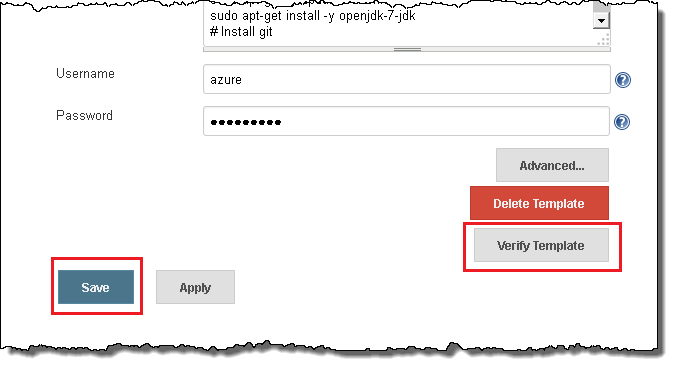 sudo apt-get install -y openjdk-7-jdk
# Install git
Username
azure
Password
●●●●●●●●●
Advanced...
Delete Template
Verify Template
Save
Apply